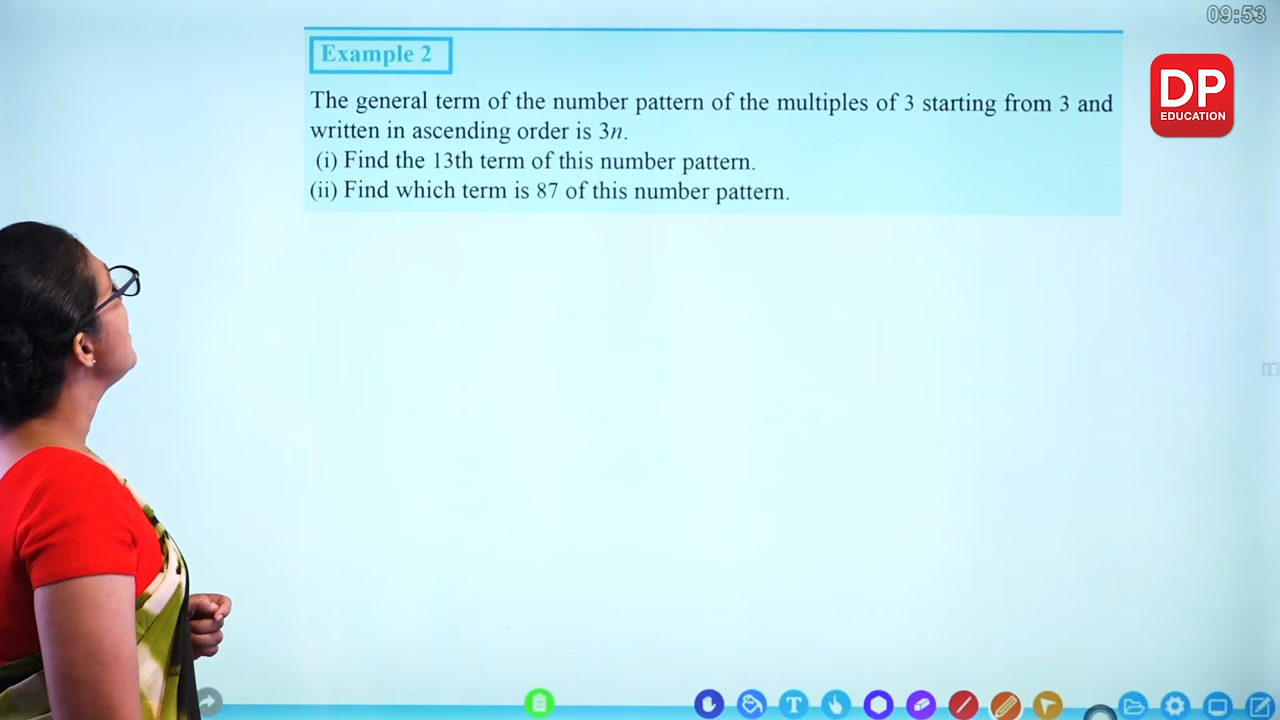 09:53
Example 2
DP
EDUCATION
The general term of the number pattern of the multiples of 3 starting from 3 and
written in ascending order is 3n.
(i) Find the 13th term of this number pattern.
(ii) Find which term is 87 of this number pattern.
T